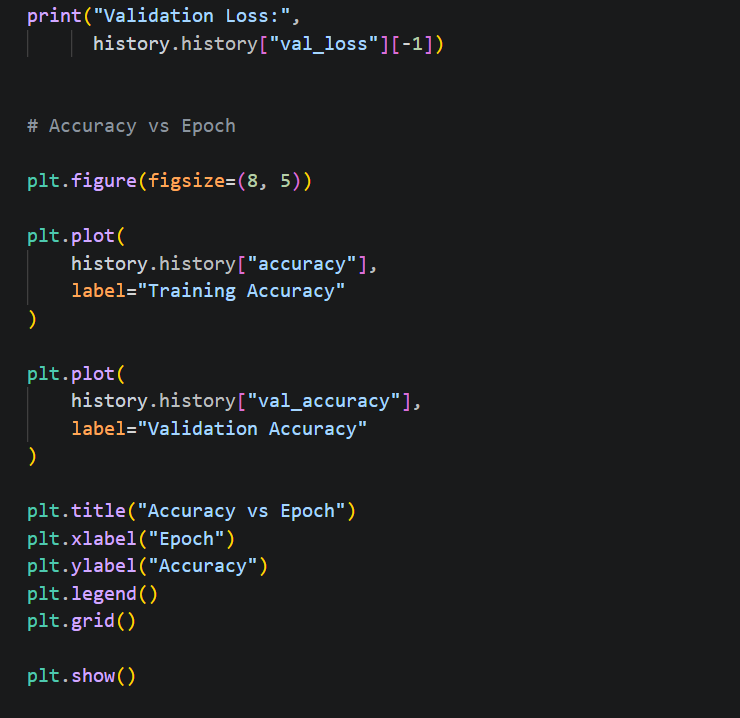 print("Validation Loss:",
      history.history["val_loss"][-1])
# Accuracy vs Epoch
plt.figure(figsize=(8, 5))
plt.plot(
    history.history["accuracy"],
    label="Training Accuracy"
)
plt.plot(
    history.history["val_accuracy"],
    label="Validation Accuracy"
)
plt.title("Accuracy vs Epoch")
plt.xlabel("Epoch")
plt.ylabel("Accuracy")
plt.legend()
plt.grid()
plt.show()